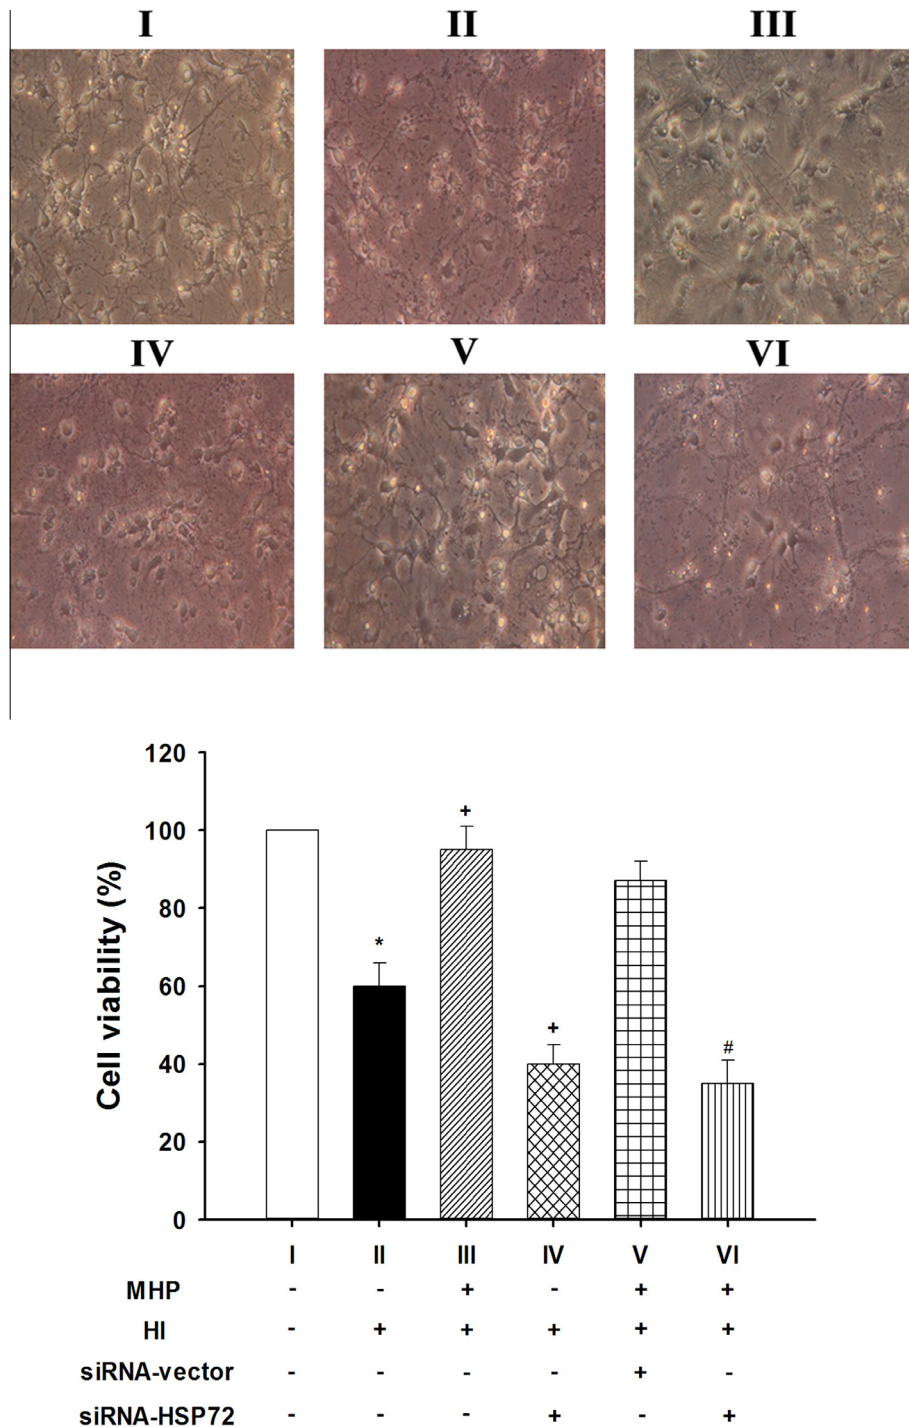 I II III
IV V VI
120
100
80
60
40
20
0
Cell viability (%)
*
+
+
#
I II III IV V VI
MHP - - + - + +
HI - + + + + +
siRNA-vector - - - - + -
siRNA-HSP72 - - - + - +